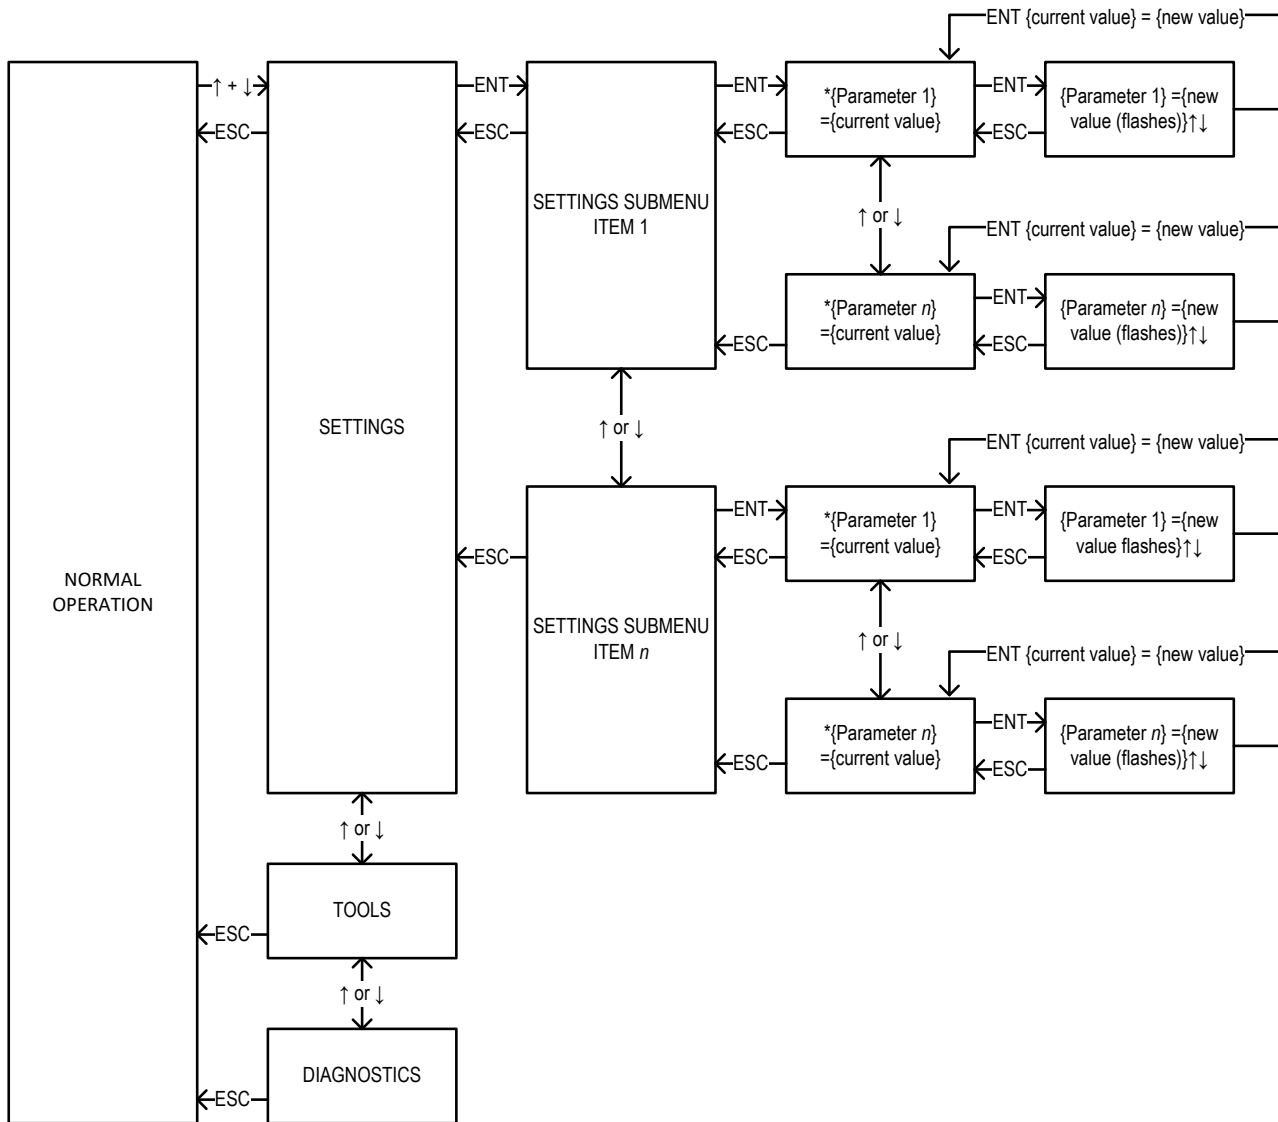 ENT {current value} = {new value}
↑ + ↓
ENT
ENT
ENT
*{Parameter 1}
={current value}
{Parameter 1} ={new
value (flashes)}↑↓
ESC
ESC
ESC
ESC
SETTINGS SUBMENU
ITEM 1
↑ or ↓
ENT {current value} = {new value}
ENT
*{Parameter n}
={current value}
{Parameter n} ={new
value (flashes)}↑↓
ESC
ESC
SETTINGS
↑ or ↓
ENT {current value} = {new value}
ENT
ENT
*{Parameter 1}
={current value}
{Parameter 1} ={new
value flashes}↑↓
ESC
ESC
ESC
NORMAL
OPERATION
SETTINGS SUBMENU
ITEM n
↑ or ↓
ENT {current value} = {new value}
ENT
*{Parameter n}
={current value}
{Parameter n} ={new
value (flashes)}↑↓
ESC
ESC
↑ or ↓
TOOLS
ESC
↑ or ↓
DIAGNOSTICS
ESC